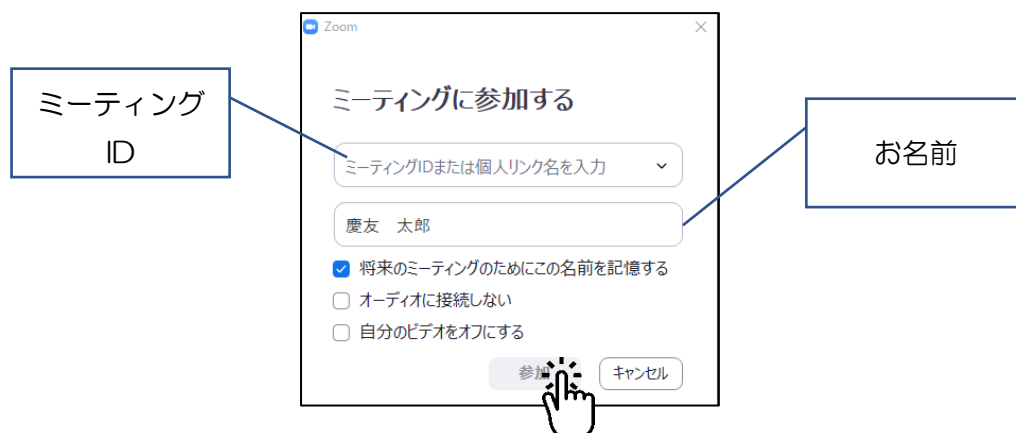 Zoom
ミーティングに参加する
ミーティング
ID
ミーティングIDまたは個人リンク名を入力
お名前
慶友　太郎
将来のミーティングのためにこの名前を記憶する
オーディオに接続しない
自分のビデオをオフにする
参加
キャンセル